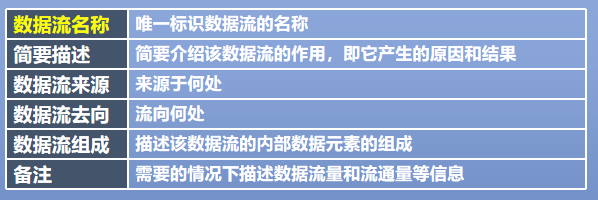 数据流名称 唯一标识数据流的名称
简要描述 简要介绍该数据流的作用，即它产生的原因和结果
数据流来源 来源于何处
数据流去向 流向何处
数据流组成 描述该数据流的内部数据元素的组成
备注 需要的情况下描述数据流量和流通量等信息